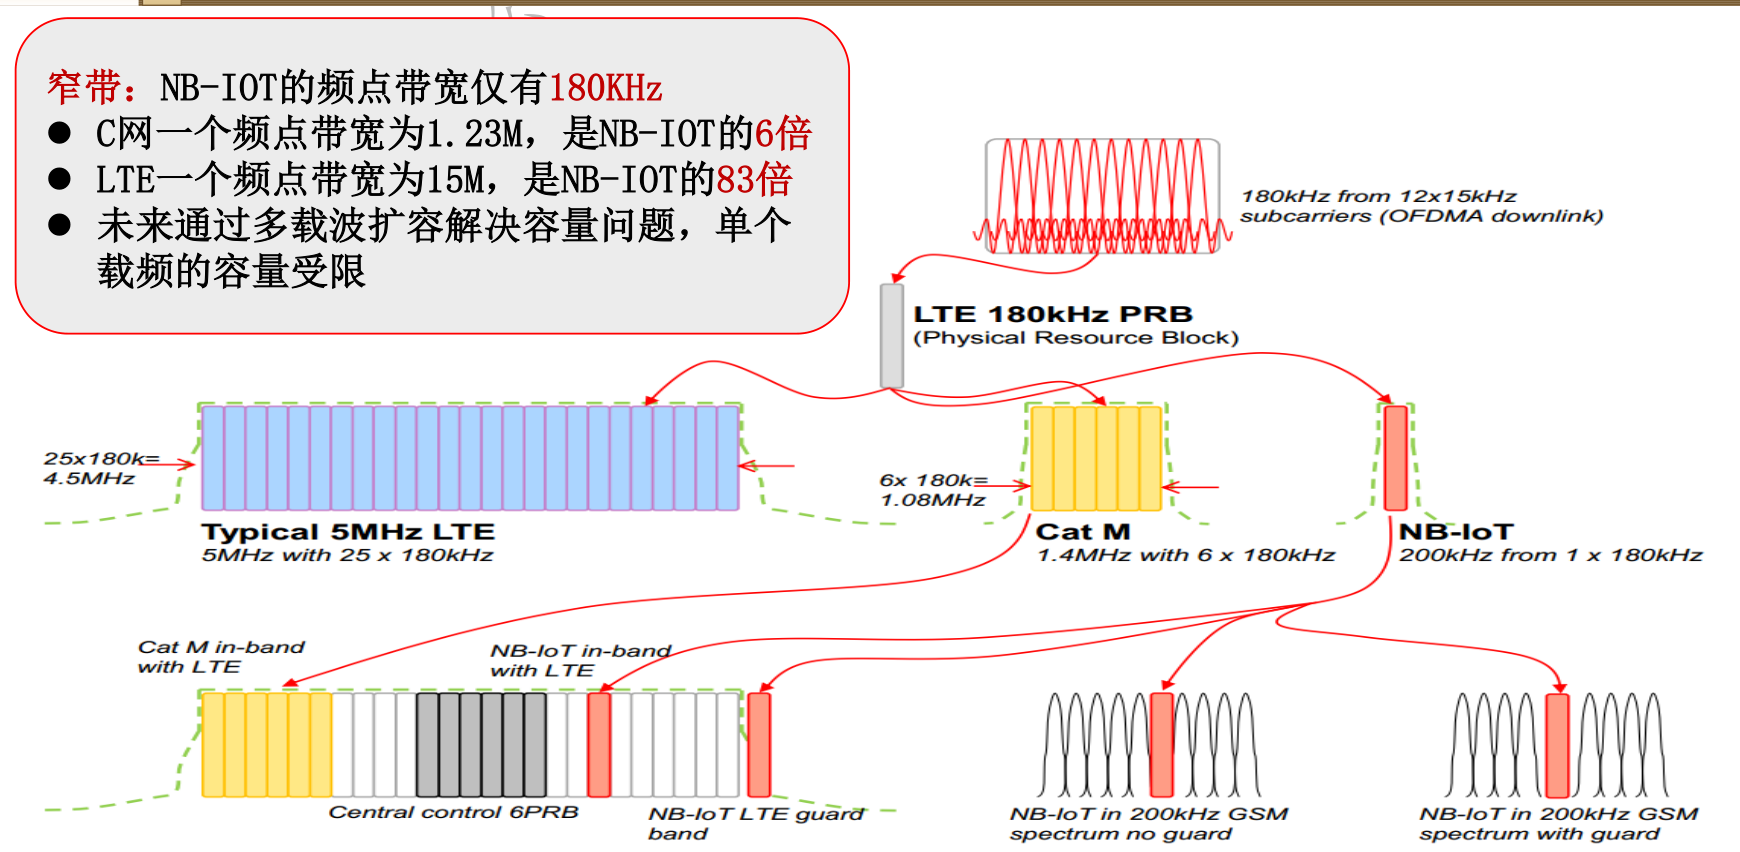 窄带：NB-IOT的频点带宽仅有180KHz
● C网一个频点带宽为1.23M，是NB-IOT的6倍
● LTE一个频点带宽为15M，是NB-IOT的83倍
● 未来通过多载波扩容解决容量问题，单个
载频的容量受限
180kHz from 12x15kHz
subcarriers (OFDMA downlink)
LTE 180kHz PRB
(Physical Resource Block)
25x180k=
4.5MHz
6x 180k=
1.08MHz
Typical 5MHz LTE
5MHz with 25 x 180kHz
Cat M
1.4MHz with 6 x 180kHz
NB-IoT
200kHz from 1 x 180kHz
Cat M in-band
with LTE
NB-IoT in-band
with LTE
Central control 6PRB
NB-IoT LTE guard
band
NB-IoT in 200kHz GSM
spectrum no guard
NB-IoT in 200kHz GSM
spectrum with guard